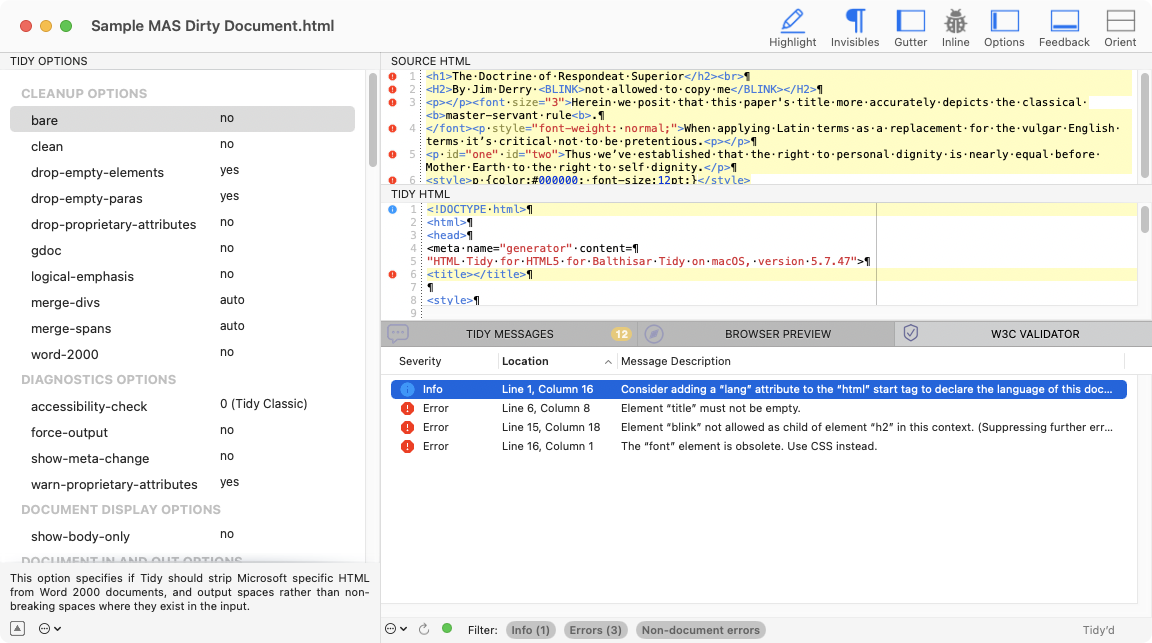 Sample MAS Dirty Document.html
Highlight Invisibles Gutter Inline Options Feedback Orient
TIDY OPTIONS
CLEANUP OPTIONS
bare no
clean no
drop-empty-elements yes
drop-empty-paras yes
drop-proprietary-attributes no
gdoc no
logical-emphasis no
merge-divs auto
merge-spans auto
word-2000 no
DIAGNOSTICS OPTIONS
accessibility-check 0 (Tidy Classic)
force-output no
show-meta-change no
warn-proprietary-attributes yes
DOCUMENT DISPLAY OPTIONS
show-body-only no
DOCUMENT IN AND OUT OPTIONS
This option specifies if Tidy should strip Microsoft specific HTML
from Word 2000 documents, and output spaces rather than non-
breaking spaces where they exist in the input.
SOURCE HTML
1 <h1>The·Doctrine·of·Respondeat·Superior</h2><br>¶
2 <H2>By·Jim·Derry·<BLINK>not·allowed·to·copy·me</BLINK></H2>¶
3 <p></p><font·size="3">Herein·we·posit·that·this·paper's·title·more·accurately·depicts·the·classical·
<b>master-servant·rule<b>.¶
4 </font><p·style="font-weight:·normal;">When·applying·Latin·terms·as·a·replacement·for·the·vulgar·English·
terms·it's·critical·not·to·be·pretentious.<p></p>¶
5 <p·id="one"·id="two">Thus·we’ve·established·that·the·right·to·personal·dignity·is·nearly·equal·before·
Mother·Earth·to·the·right·to·self·dignity.</p>¶
6 <style>p·{color:#000000;·font-size:12pt;}</style>
TIDY HTML
1 <!DOCTYPE·html>¶
2 <html>¶
3 <head>¶
4 <meta·name="generator"·content=¶
5 "HTML·Tidy·for·HTML5·for·Balthisar·Tidy·on·macOS,·version·5.7.47">¶
6 <title></title>¶
7 ¶
8 <style>¶
9
TIDY MESSAGES 12 BROWSER PREVIEW W3C VALIDATOR
Severity Location Message Description
Info Line 1, Column 16 Consider adding a “lang” attribute to the “html” start tag to declare the language of this doc...
Error Line 6, Column 8 Element “title” must not be empty.
Error Line 15, Column 18 Element “blink” not allowed as child of element “h2” in this context. (Suppressing further err...
Error Line 16, Column 1 The “font” element is obsolete. Use CSS instead.
Filter: Info (1) Errors (3) Non-document errors Tidy’d